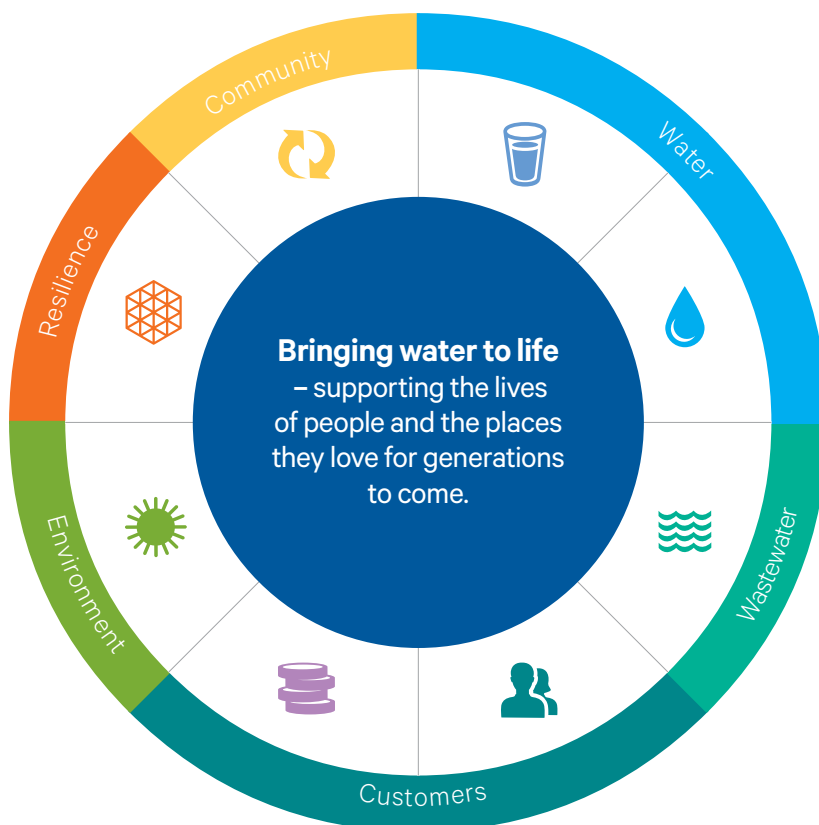 Community
Water
Resilience
Bringing water to life
– supporting the lives
of people and the places
they love for generations
to come.
Environment
Wastewater
Customers